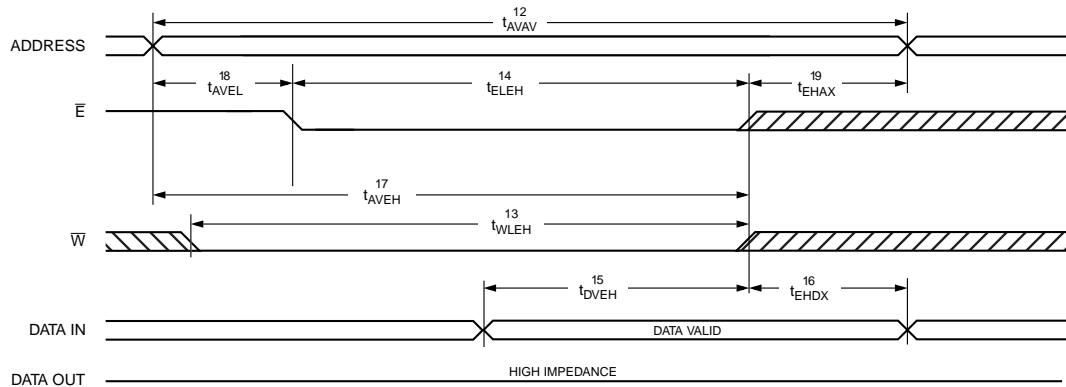 12
tAVAV
ADDRESS
18
tAVEL
14
tELEH
19
tEHAX
E̅
17
tAVEH
13
tWLEH
W̅
15
tDVEH
16
tEHDX
DATA IN
DATA VALID
DATA OUT
HIGH IMPEDANCE